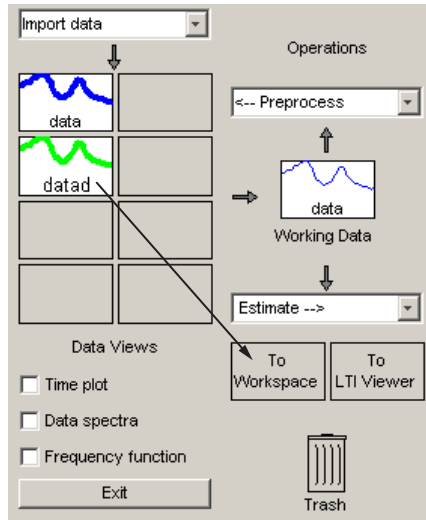 Import data
Operations
data
<-- Preprocess
datad
data
Working Data
Estimate -->
Data Views
To
Workspace
To
LTI Viewer
Time plot
Data spectra
Frequency function
Exit
Trash